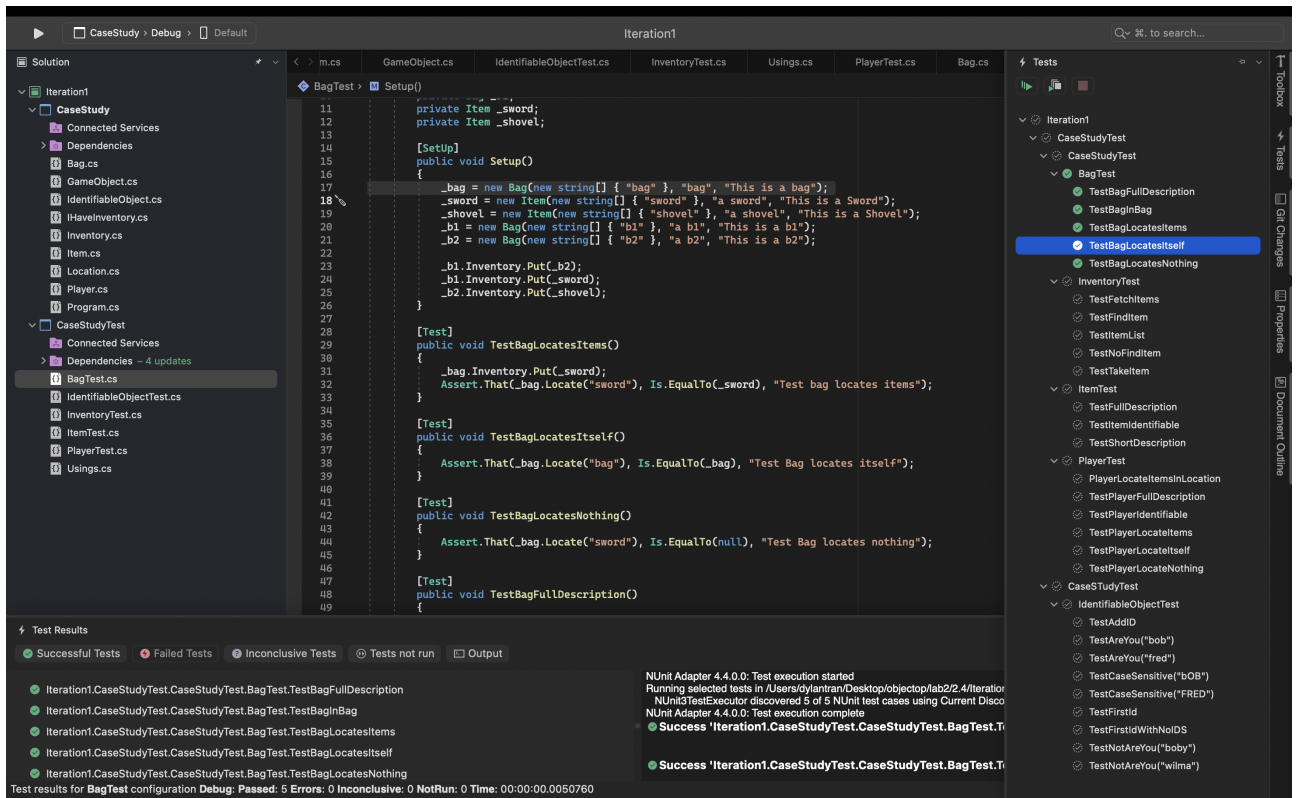 CaseStudy › Debug › Default
Iteration1
⌘. to search...
Solution
Iteration1
CaseStudy
Connected Services
Dependencies
Bag.cs
GameObject.cs
IdentifiableObject.cs
IHaveInventory.cs
Inventory.cs
Item.cs
Location.cs
Player.cs
Program.cs
CaseStudyTest
Connected Services
Dependencies – 4 updates
BagTest.cs
IdentifiableObjectTest.cs
InventoryTest.cs
ItemTest.cs
PlayerTest.cs
Usings.cs
m.cs GameObject.cs IdentifiableObjectTest.cs InventoryTest.cs Usings.cs PlayerTest.cs Bag.cs
BagTest › M Setup()
11 private Item _sword;
12 private Item _shovel;
13
14 [SetUp]
15 public void Setup()
16 {
17 _bag = new Bag(new string[] { "bag" }, "bag", "This is a bag");
18 _sword = new Item(new string[] { "sword" }, "a sword", "This is a Sword");
19 _shovel = new Item(new string[] { "shovel" }, "a shovel", "This is a Shovel");
20 _b1 = new Bag(new string[] { "b1" }, "a b1", "This is a b1");
21 _b2 = new Bag(new string[] { "b2" }, "a b2", "This is a b2");
22
23 _b1.Inventory.Put(_b2);
24 _b1.Inventory.Put(_sword);
25 _b2.Inventory.Put(_shovel);
26 }
27
28 [Test]
29 public void TestBagLocatesItems()
30 {
31 _bag.Inventory.Put(_sword);
32 Assert.That(_bag.Locate("sword"), Is.EqualTo(_sword), "Test bag locates items");
33 }
34
35 [Test]
36 public void TestBagLocatesItself()
37 {
38 Assert.That(_bag.Locate("bag"), Is.EqualTo(_bag), "Test Bag locates itself");
39 }
40
41 [Test]
42 public void TestBagLocatesNothing()
43 {
44 Assert.That(_bag.Locate("sword"), Is.EqualTo(null), "Test Bag locates nothing");
45 }
46
47 [Test]
48 public void TestBagFullDescription()
49 {
Tests
Iteration1
CaseStudyTest
CaseStudyTest
BagTest
TestBagFullDescription
TestBagInBag
TestBagLocatesItems
TestBagLocatesItself
TestBagLocatesNothing
InventoryTest
TestFetchItems
TestFindItem
TestItemList
TestNoFindItem
TestTakeItem
ItemTest
TestFullDescription
TestItemIdentifiable
TestShortDescription
PlayerTest
PlayerLocateItemsInLocation
TestPlayerFullDescription
TestPlayerIdentifiable
TestPlayerLocateItems
TestPlayerLocateItself
TestPlayerLocateNothing
CaseSTudyTest
IdentifiableObjectTest
TestAddID
TestAreYou("bob")
TestAreYou("fred")
TestCaseSensitive("bOB")
TestCaseSensitive("FRED")
TestFirstId
TestFirstIdWithNoIDS
TestNotAreYou("boby")
TestNotAreYou("wilma")
Toolbox
Tests
Git Changes
Properties
Document Outline
Test Results
Successful Tests Failed Tests Inconclusive Tests Tests not run Output
Iteration1.CaseStudyTest.CaseStudyTest.BagTest.TestBagFullDescription
Iteration1.CaseStudyTest.CaseStudyTest.BagTest.TestBagInBag
Iteration1.CaseStudyTest.CaseStudyTest.BagTest.TestBagLocatesItems
Iteration1.CaseStudyTest.CaseStudyTest.BagTest.TestBagLocatesItself
Iteration1.CaseStudyTest.CaseStudyTest.BagTest.TestBagLocatesNothing
NUnit Adapter 4.4.0.0: Test execution started
Running selected tests in /Users/dylantran/Desktop/objectop/lab2/2.4/Iteration
NUnit3TestExecutor discovered 5 of 5 NUnit test cases using Current Disco
NUnit Adapter 4.4.0.0: Test execution complete
Success 'Iteration1.CaseStudyTest.CaseStudyTest.BagTest.T
Success 'Iteration1.CaseStudyTest.CaseStudyTest.BagTest.T
Test results for BagTest configuration Debug: Passed: 5 Errors: 0 Inconclusive: 0 NotRun: 0 Time: 00:00:00.0050760